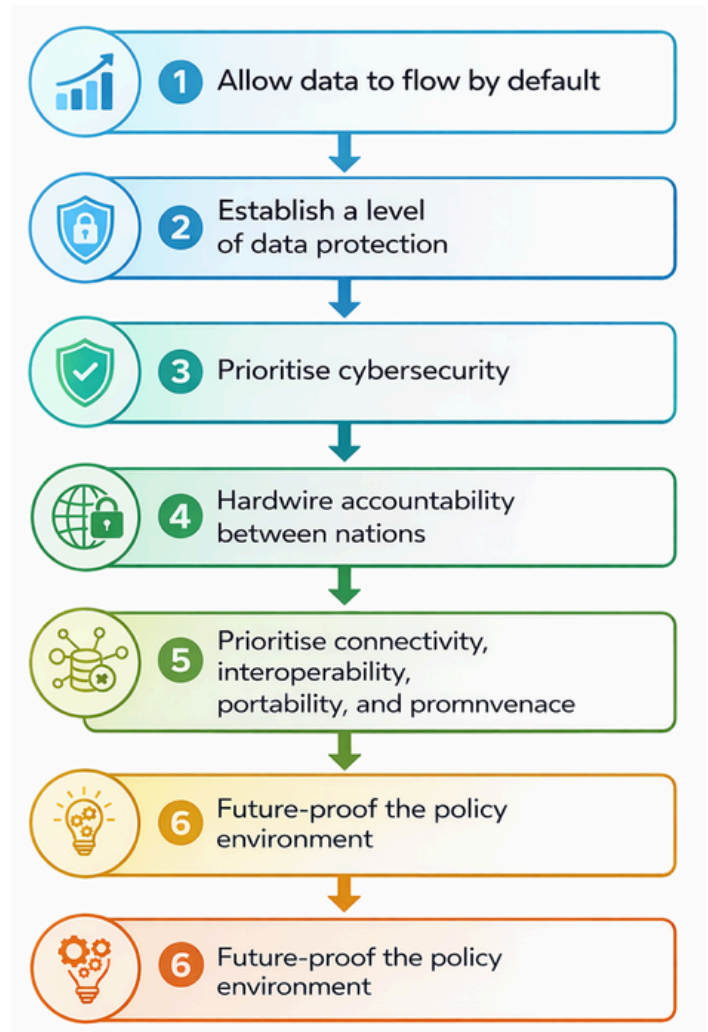 1 Allow data to flow by default
2 Establish a level
of data protection
3 Prioritise cybersecurity
4 Hardwire accountability
between nations
5 Prioritise connectivity,
interoperability,
portability, and promnvenace
6 Future-proof the policy
environment
6 Future-proof the policy
environment